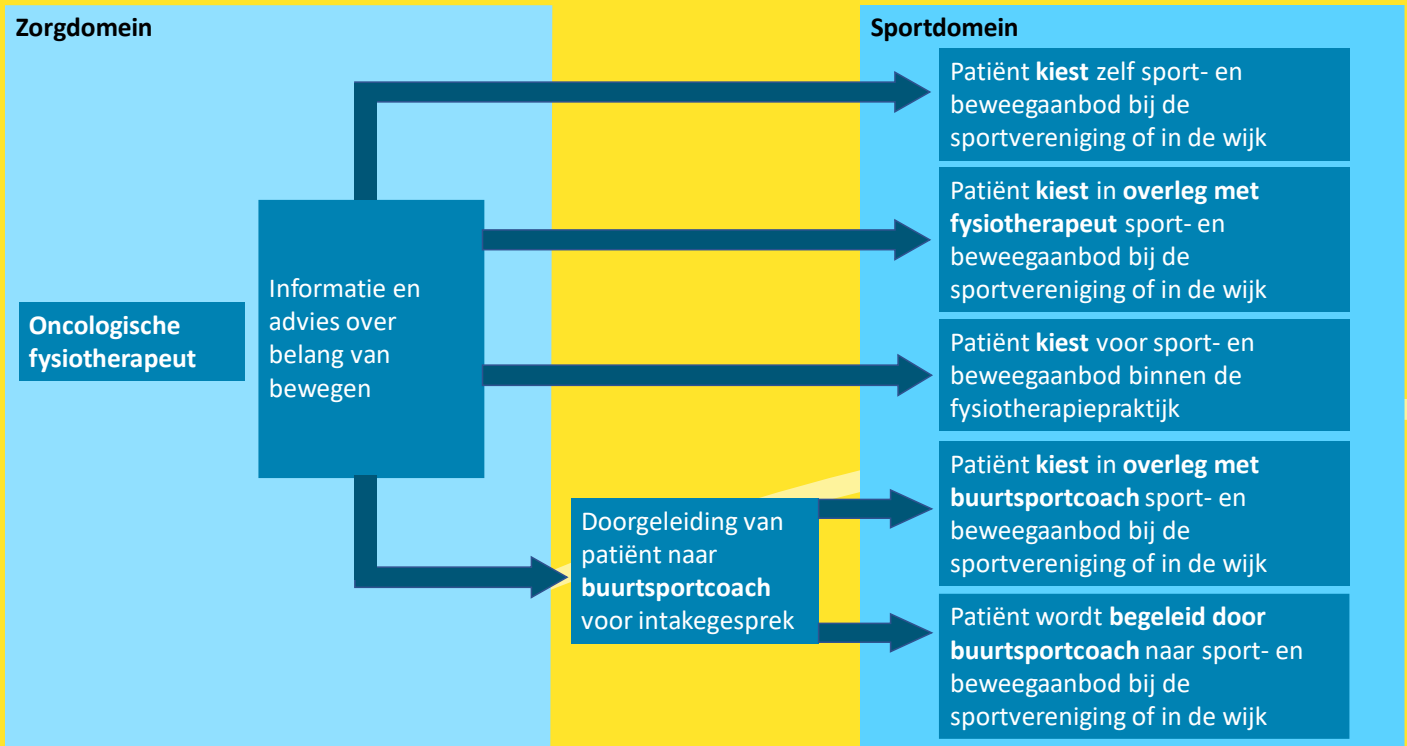 Zorgdomein
Sportdomein
Oncologische
fysiotherapeut
Informatie en
advies over
belang van
bewegen
Doorgeleiding van
patiënt naar
buurtsportcoach
voor intakegesprek
Patiënt kiest zelf sport- en
beweegaanbod bij de
sportvereniging of in de wijk
Patiënt kiest in overleg met
fysiotherapeut sport- en
beweegaanbod bij de
sportvereniging of in de wijk
Patiënt kiest voor sport- en
beweegaanbod binnen de
fysiotherapiepraktijk
Patiënt kiest in overleg met
buurtsportcoach sport- en
beweegaanbod bij de
sportvereniging of in de wijk
Patiënt wordt begeleid door
buurtsportcoach naar sport- en
beweegaanbod bij de
sportvereniging of in de wijk